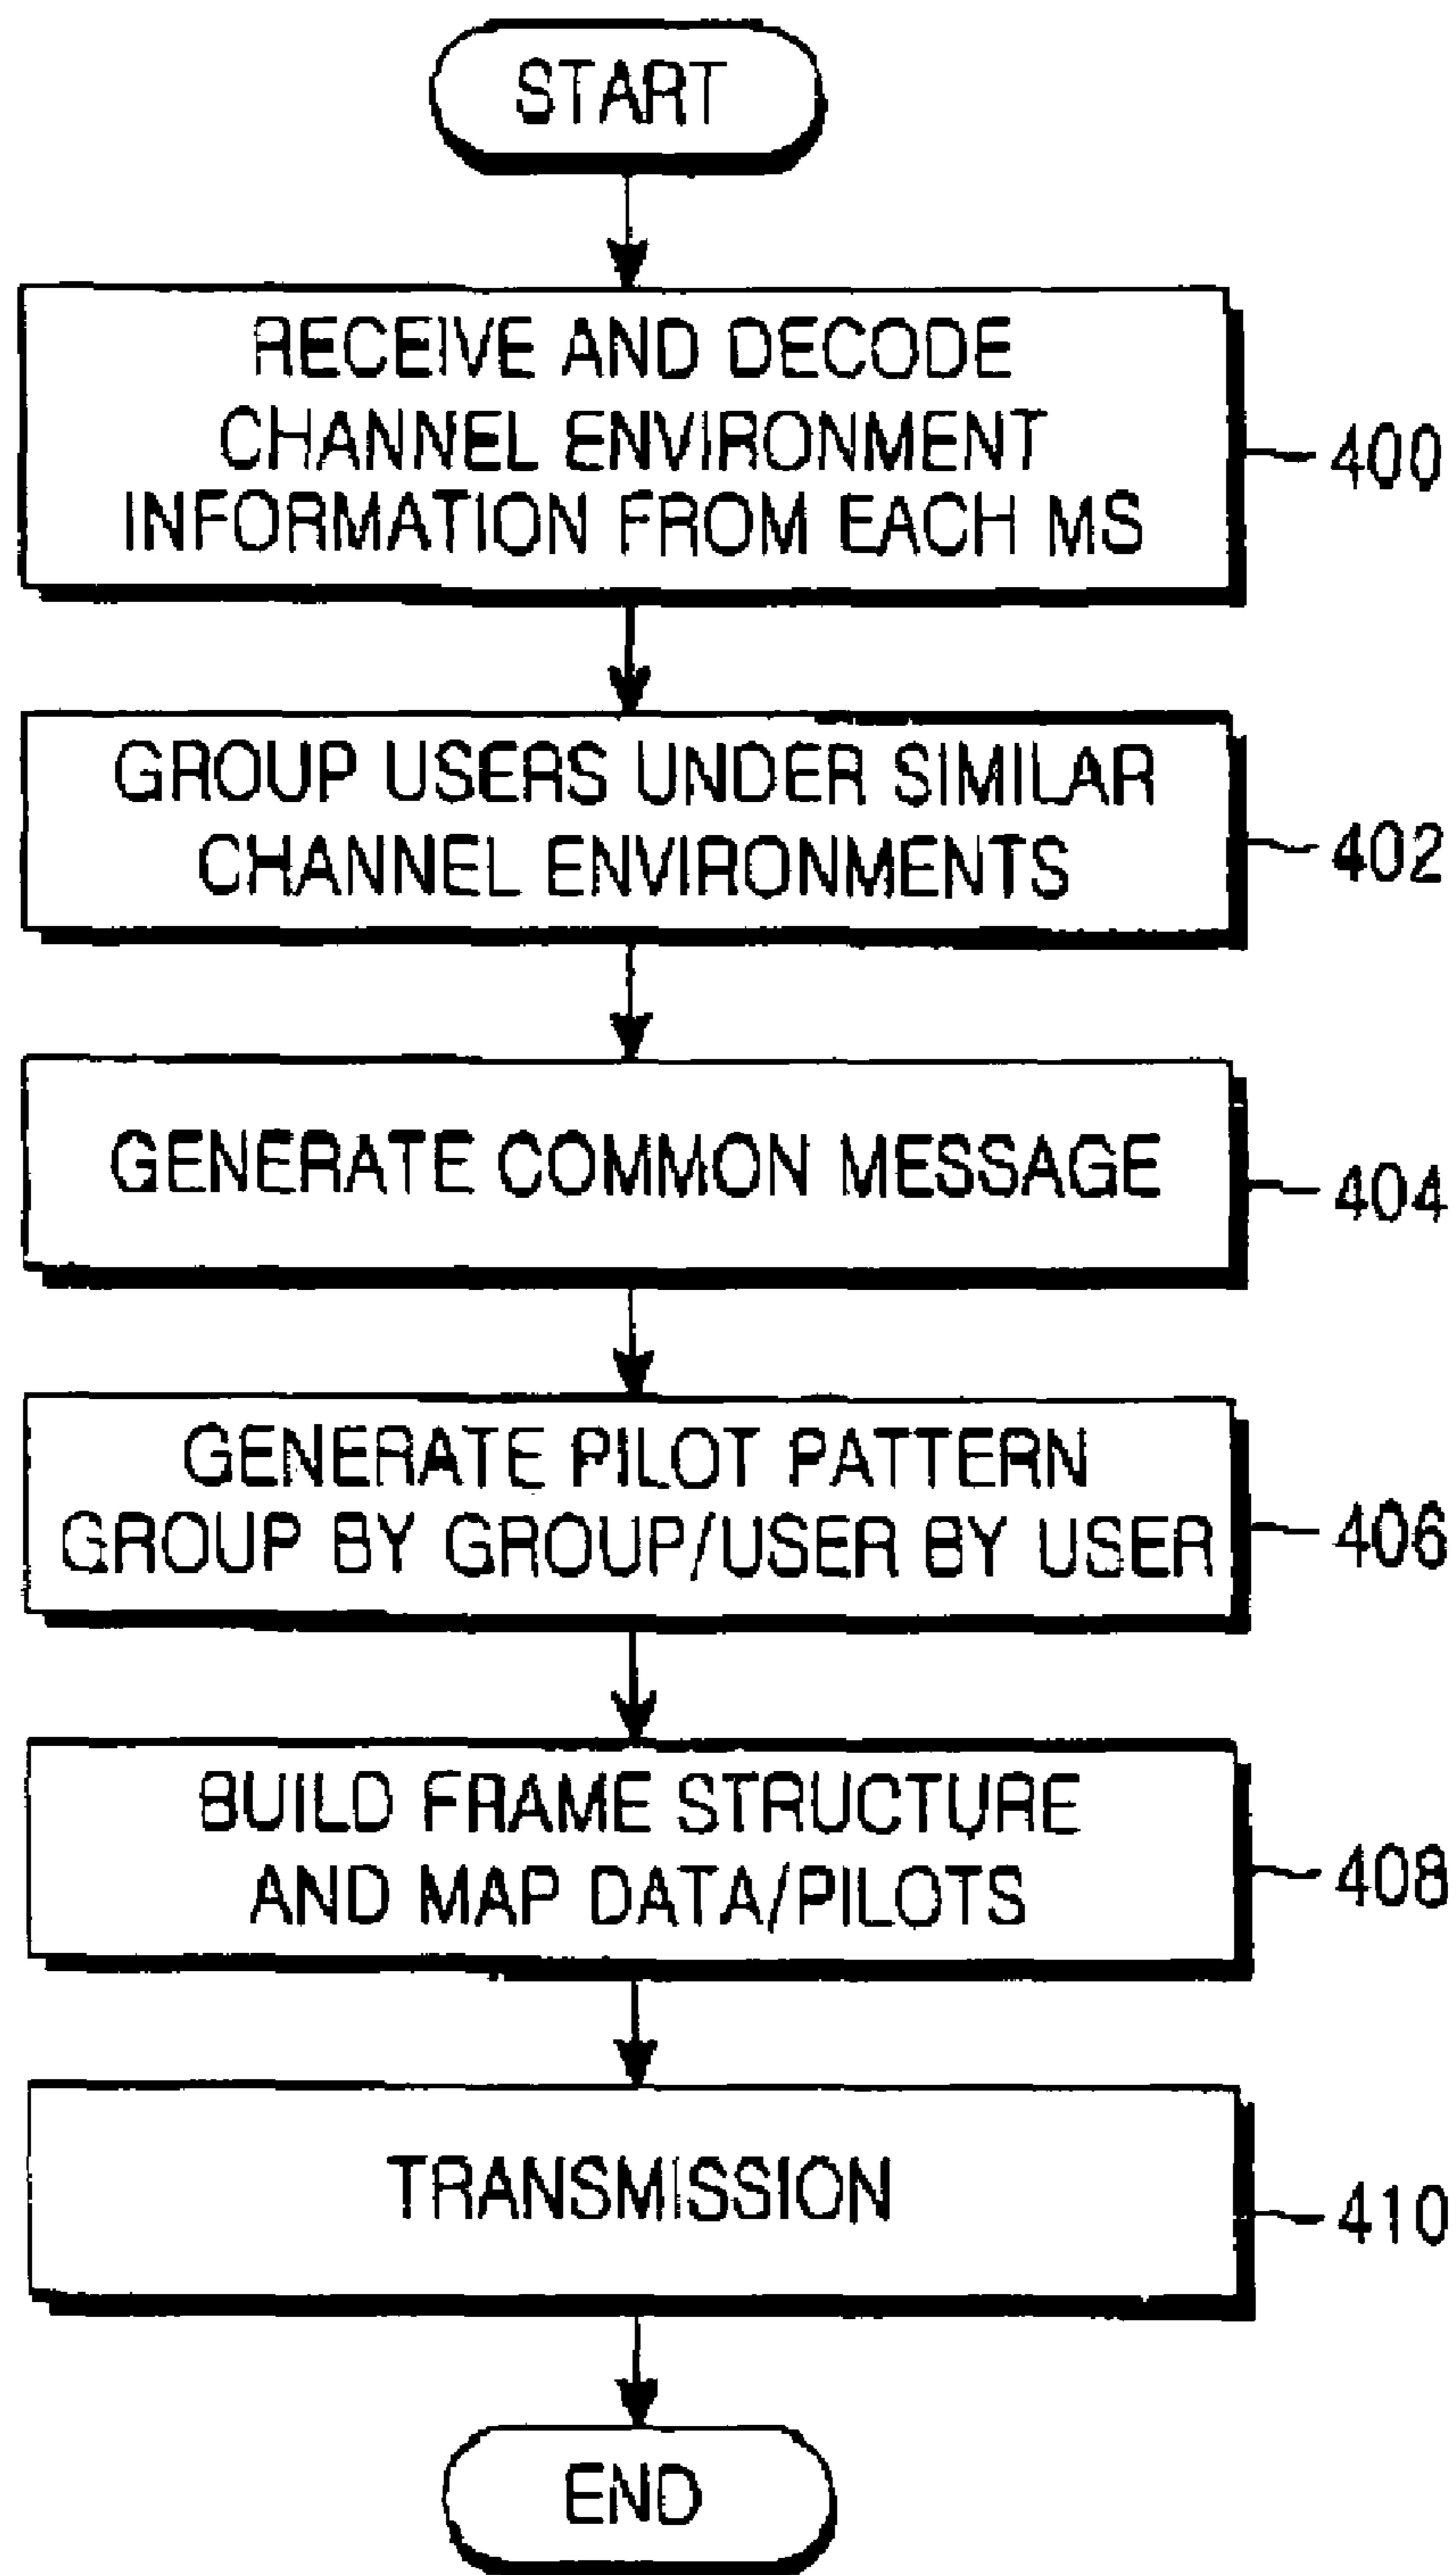 START
RECEIVE AND DECODE
CHANNEL ENVIRONMENT
INFORMATION FROM EACH MS
400
GROUP USERS UNDER SIMILAR
CHANNEL ENVIRONMENTS
402
GENERATE COMMON MESSAGE
404
GENERATE PILOT PATTERN
GROUP BY GROUP/USER BY USER
406
BUILD FRAME STRUCTURE
AND MAP DATA/PILOTS
408
TRANSMISSION
410
END